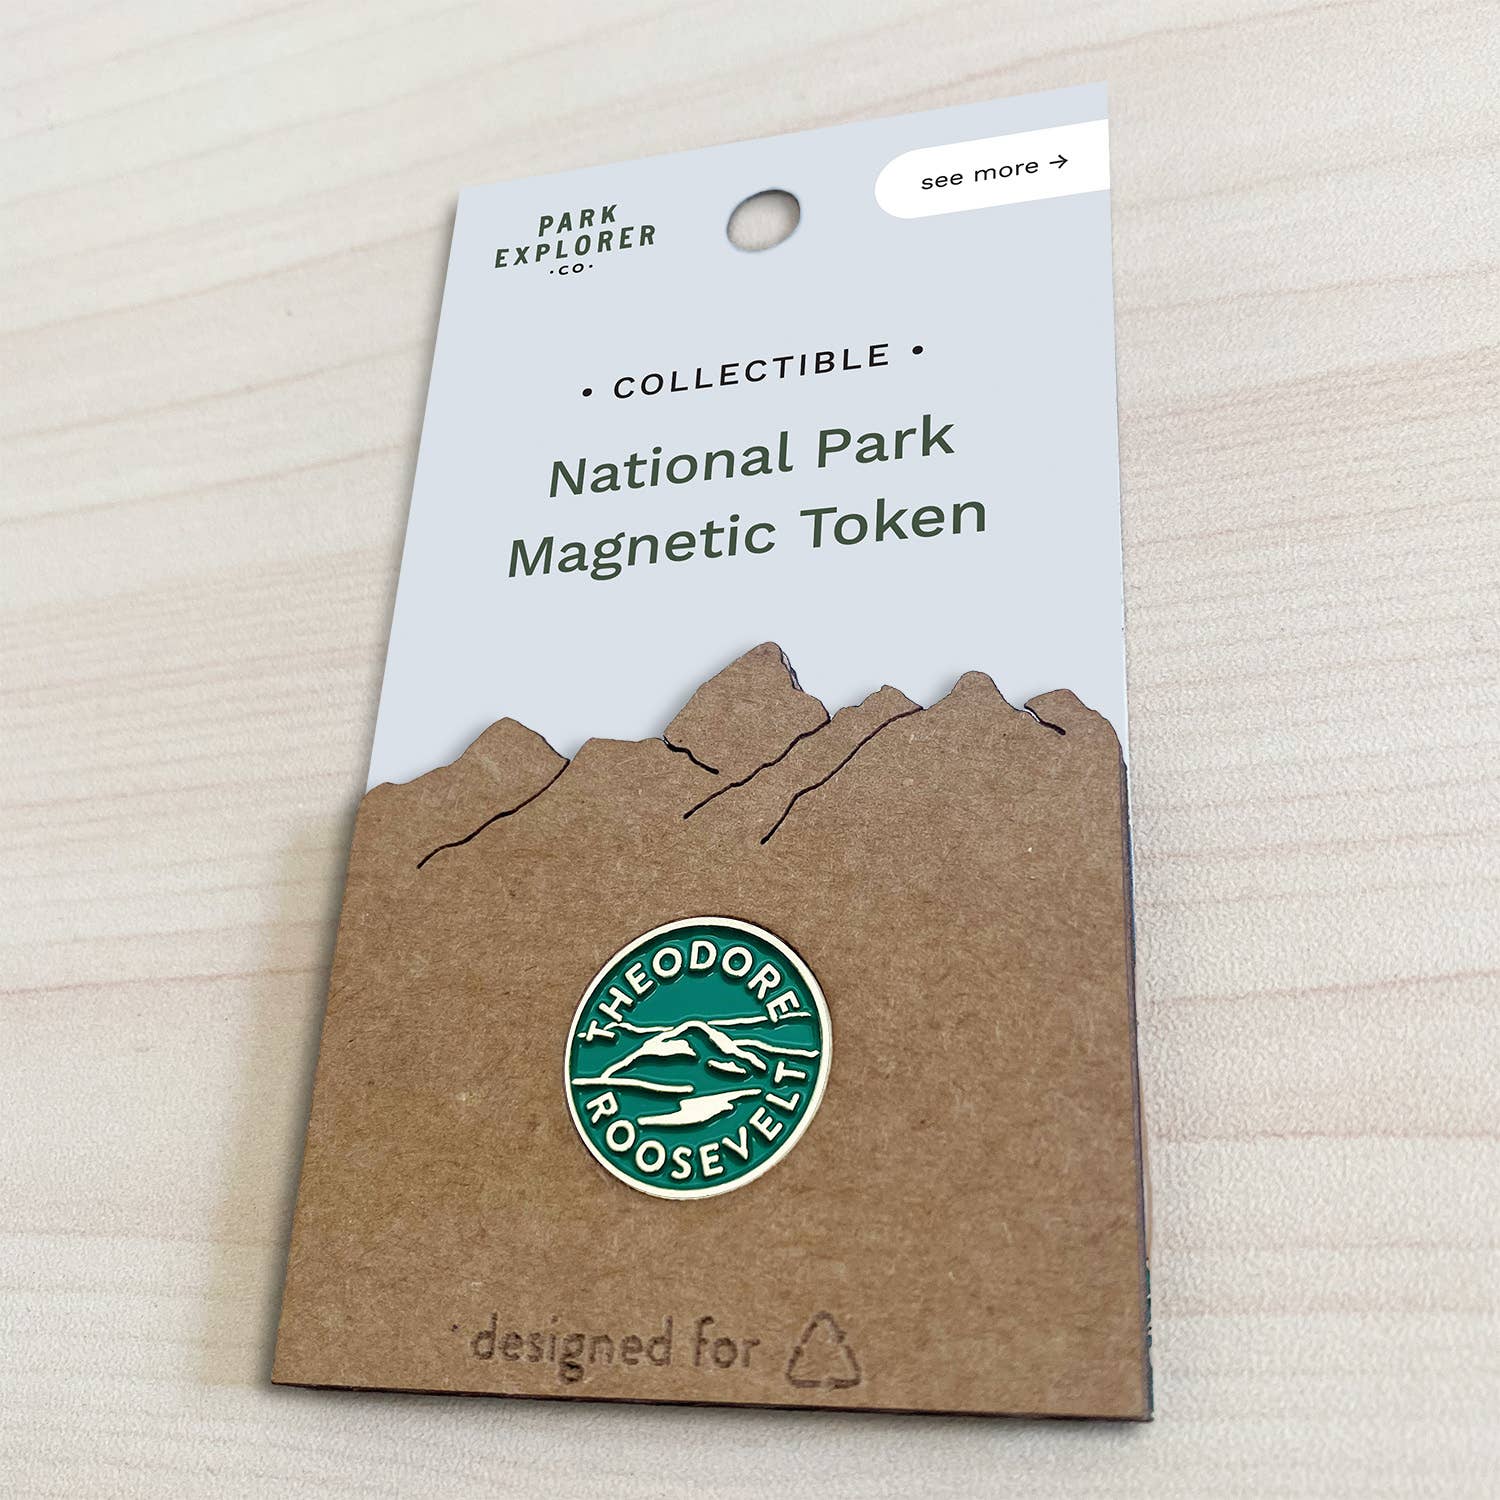 PARK
EXPLORER
·CO·
see more →
• COLLECTIBLE •
National Park
Magnetic Token
THEODORE
ROOSEVELT
designed for